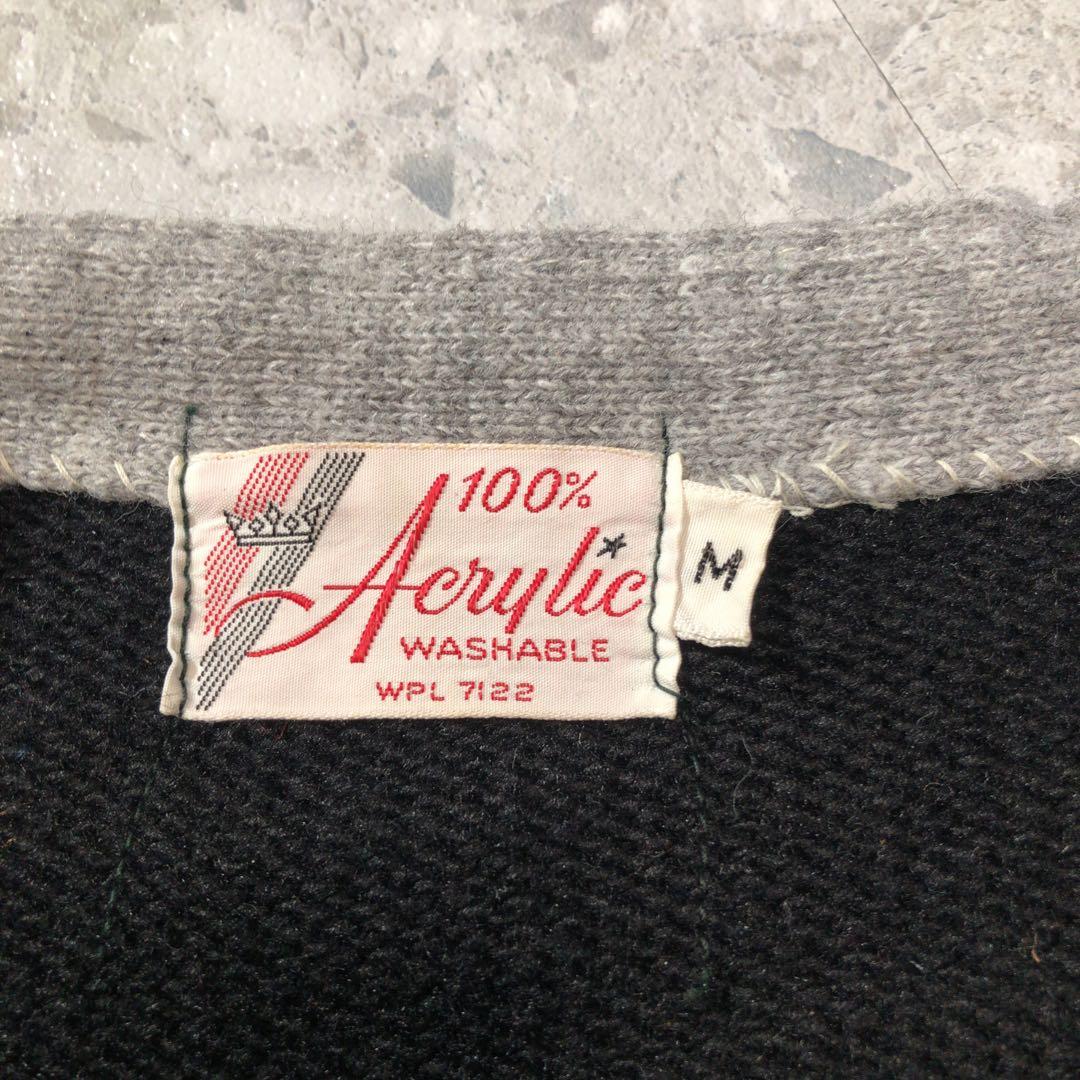 100%
Acrylic
WASHABLE
WPL 7122
M